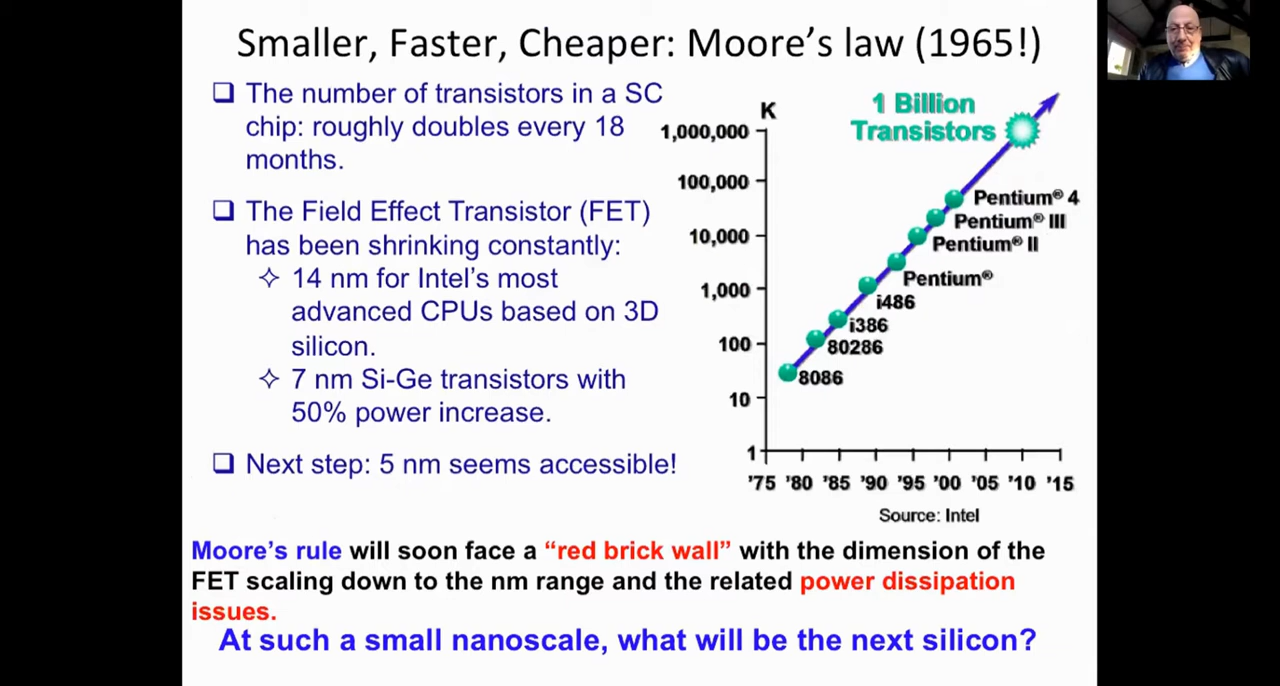 Smaller, Faster, Cheaper: Moore's law (1965!)
❑ The number of transistors in a SC
chip: roughly doubles every 18
months.
❑ The Field Effect Transistor (FET)
has been shrinking constantly:
✧ 14 nm for Intel's most
advanced CPUs based on 3D
silicon.
✧ 7 nm Si-Ge transistors with
50% power increase.
❑ Next step: 5 nm seems accessible!
K
1 Billion
Transistors
1,000,000
100,000
10,000
1,000
100
10
1
Pentium® 4
Pentium® III
Pentium® II
Pentium®
i486
i386
80286
8086
'75 '80 '85 '90 '95 '00 '05 '10 '15
Source: Intel
Moore's rule will soon face a "red brick wall" with the dimension of the
FET scaling down to the nm range and the related power dissipation
issues.
At such a small nanoscale, what will be the next silicon?